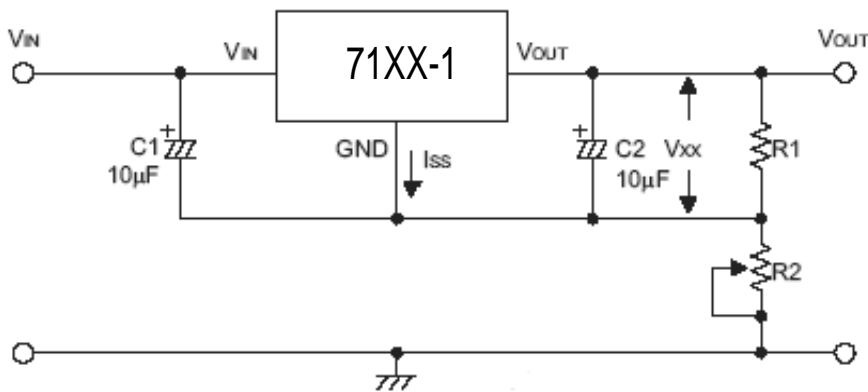 VIN
VIN
71XX-1
VOUT
VOUT
+
C1
10μF
GND
ISS
+
C2
10μF
VXX
R1
R2